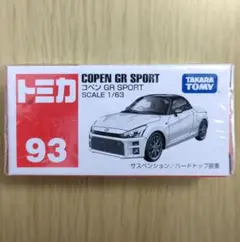 トミカ
93
COPEN GR SPORT
コペン GR SPORT
SCALE 1/63
TAKARA
TOMY
サスペンション/ハードトップ脱着